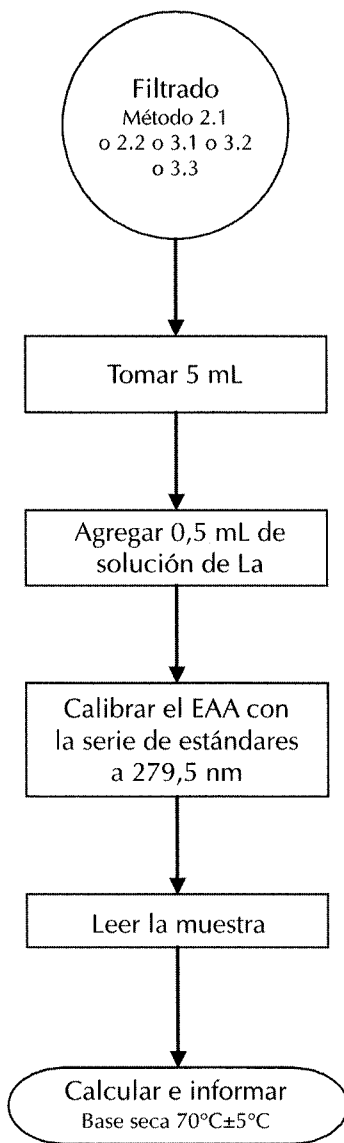 Filtrado
Método 2.1
o 2.2 o 3.1 o 3.2
o 3.3
Tomar 5 mL
Agregar 0,5 mL de
solución de La
Calibrar el EAA con
la serie de estándares
a 279,5 nm
Leer la muestra
Calcular e informar
Base seca 70°C±5°C